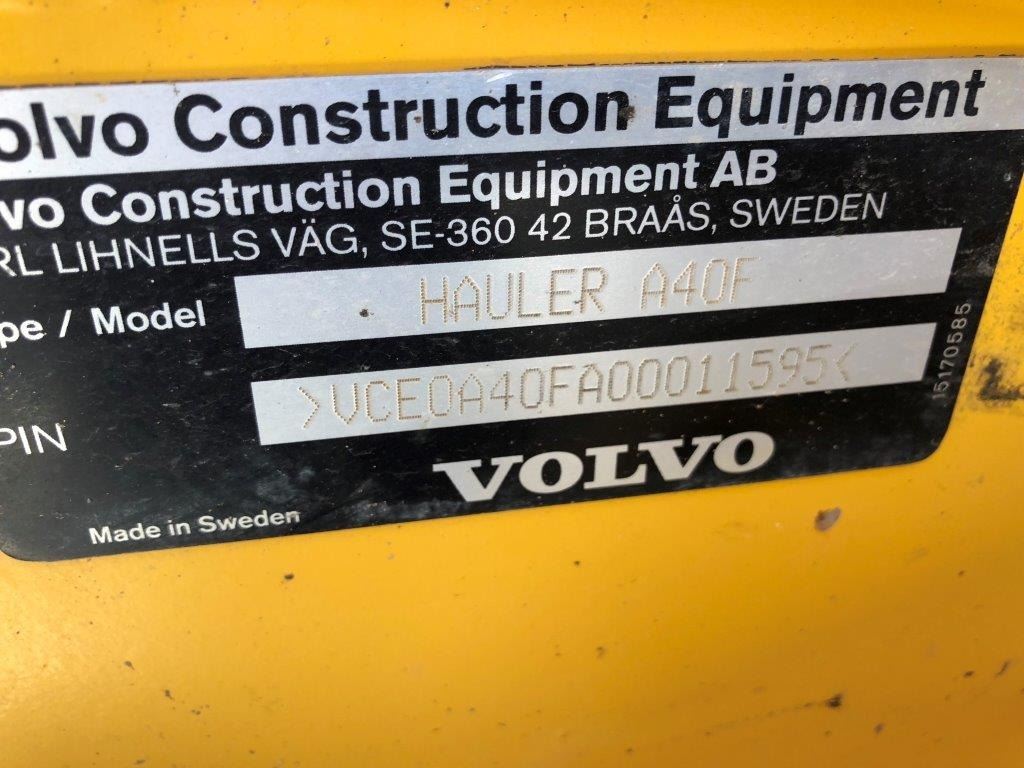 olvo Construction Equipment
vo Construction Equipment AB
RL LIHNELLS VÄG, SE-360 42 BRAÅS, SWEDEN
pe / Model HAULER A40F
PIN >VCE0A40FA00011595<
15170585
VOLVO
Made in Sweden